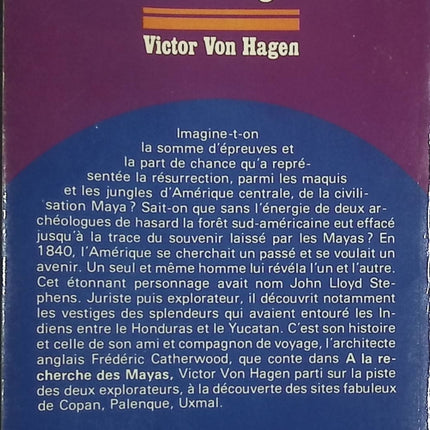 Victor Von Hagen
Imagine-t-on
la somme d'épreuves et
la part de chance qu'a repré-
sentée la résurrection, parmi les maquis
et les jungles d'Amérique centrale, de la civili-
sation Maya ? Sait-on que sans l'énergie de deux ar-
chéologues de hasard la forêt sud-américaine eut effacé
jusqu'à la trace du souvenir laissé par les Mayas ? En
1840, l'Amérique se cherchait un passé et se voulait un
avenir. Un seul et même homme lui révéla l'un et l'autre.
Cet étonnant personnage avait nom John Lloyd Ste-
phens. Juriste puis explorateur, il découvrit notamment
les vestiges des splendeurs qui avaient entouré les In-
diens entre le Honduras et le Yucatan. C'est son histoire
et celle de son ami et compagnon de voyage, l'architecte
anglais Frédéric Catherwood, que conte dans A la re-
cherche des Mayas, Victor Von Hagen parti sur la piste
des deux explorateurs, à la découverte des sites fabuleux
de Copan, Palenque, Uxmal.